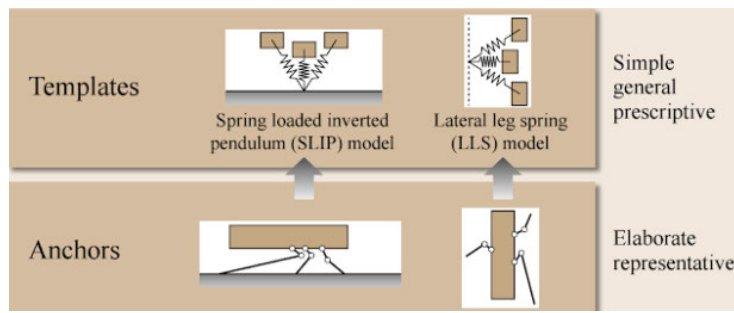 Templates
Spring loaded inverted
pendulum (SLIP) model
Lateral leg spring
(LLS) model
Simple
general
prescriptive
Anchors
Elaborate
representative